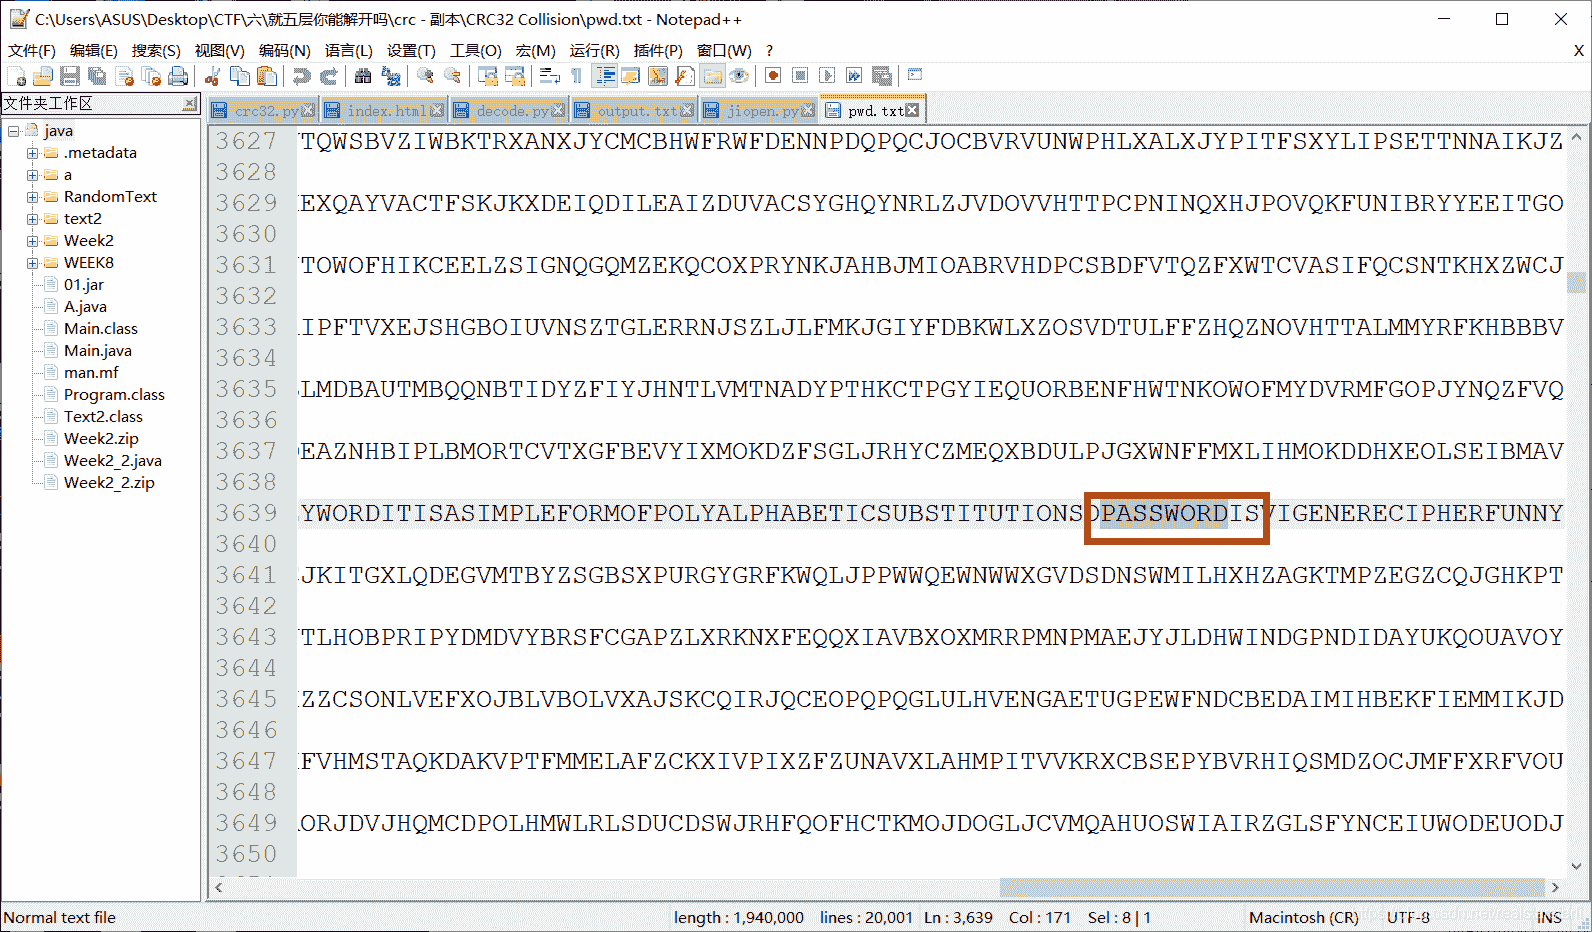 C:\Users\ASUS\Desktop\CTF\六\就五层你能解开吗\crc - 副本\CRC32 Collision\pwd.txt - Notepad++
文件(F) 编辑(E) 搜索(S) 视图(V) 编码(N) 语言(L) 设置(T) 工具(O) 宏(M) 运行(R) 插件(P) 窗口(W) ? X
文件夹工作区
crc32.py index.html decode.py output.txt jiopen.py pwd.txt
java
.metadata
a
RandomText
text2
Week2
WEEK8
01.jar
A.java
Main.class
Main.java
man.mf
Program.class
Text2.class
Week2.zip
Week2_2.java
Week2_2.zip
3627 TQWSBVZIWBKTRXANXJYCMCBHWFRWFDENNPDQPQCJOCBVRVUNWPHLXALXJYPITFSXYLIPSETTNNAIKJZ
3628
3629 EXQAYVACTFSKJKXDEIQDILEAIZDUVACSYGHQYNRLZJVDOVVHTTPCPNINQXHJPOVQKFUNIBRYYEEITGO
3630
3631 TOWOFHIKCEELZSIGNQGQMZEKQCOXPRYNKJAHBJMIOABRVHDPCSBDFVTQZFXWTCVASIFQCSNTKHXZWCJ
3632
3633 IPFTVXEJSHGBOIUVNSZTGLERRNJSZLJLFMKJGIYFDBKWLXZOSVDTULFFZHQZNOVHTTALMMYRFKHBBBV
3634
3635 LMDBAUTMBQQNBTIDYZFIYJHNTLVMTNADYPTHKCTPGYIEQUORBENFHWTNKOWOFMYDVRMFGOPJYNQZFVQ
3636
3637 EAZNHBIPLBMORTCVTXGFBEVYIXMOKDZFSGLJRHYCZMEQXBDULPJGXWNFFMXLIHMOKDDHXEOLSEIBMAV
3638
3639 YWORDITISASIMPLEFORMOFPOLYALPHABETICSUBSTITUTIONSDPASSWORDISVIGENERECIPHERFUNNY
3640
3641 JKITGXLQDEGVMTBYZSGBSXPURGYGRFKWQLJPPWWQEWNWWXGVDSDNSWMILHXHZAGKTMPZEGZCQJGHKPT
3642
3643 TLHOBPRIPYDMDVYBRSFCGAPZLXRKNXFEQQXIAVBXOXMRRPMNPMAEJYJLDHWINDGPNDIDAYUKQOUAVOY
3644
3645 ZZCSONLVEFXOJBLVBOLVXAJSKCQIRJQCEOPQPQGLULHVENGAETUGPEWFNDCBEDAIMIHBEKFIEMMIKJD
3646
3647 FVHMSTAQKDAKVPTFMMELAFZCKXIVPIXZFZUNAVXLAHMPITVVKRXCBSEPYBVRHIQSMDZOCJMFFXRFVOU
3648
3649 ORJDVJHQMCDPOLHMWLRLSDUCDSWJRHFQOFHCTKMOJDOGLJCVMQAHUOSWIAIRZGLSFYNCEIUWODEUODJ
3650
Normal text file length : 1,940,000 lines : 20,001 Ln : 3,639 Col : 171 Sel : 8 | 1 Macintosh (CR) UTF-8 INS